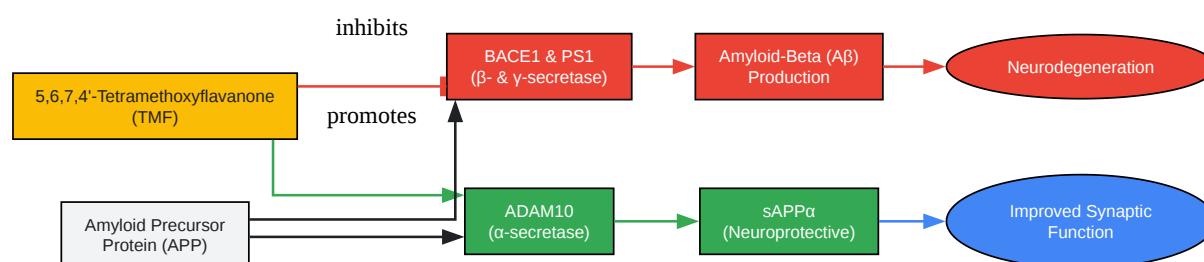 inhibits
BACE1 & PS1
(β- & γ-secretase)
Amyloid-Beta (Aβ)
Production
Neurodegeneration
5,6,7,4'-Tetramethoxyflavanone
(TMF)
promotes
Amyloid Precursor
Protein (APP)
ADAM10
(α-secretase)
sAPPα
(Neuroprotective)
Improved Synaptic
Function